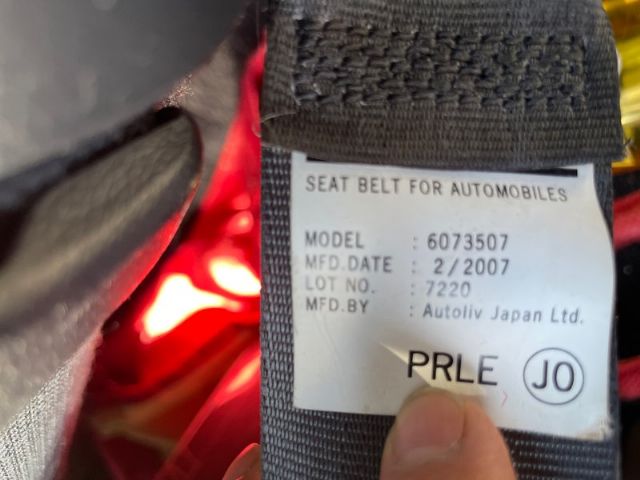 SEAT BELT FOR AUTOMOBILES
MODEL : 6073507
MFD.DATE : 2/2007
LOT NO. : 7220
MFD.BY : Autoliv Japan Ltd.
PRLE JO